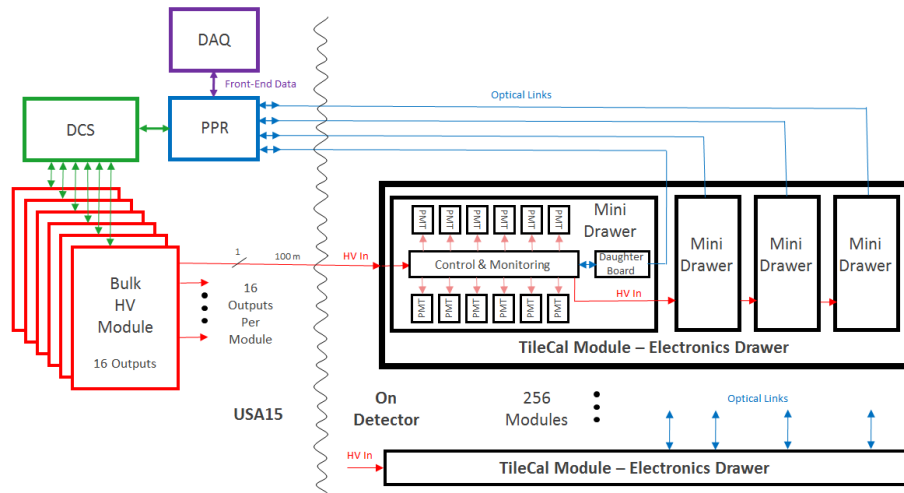 DAQ
Front-End Data
DCS
PPR
Optical Links
Bulk
HV
Module
16 Outputs
1
100 m
16
Outputs
Per
Module
HV In
PMT
PMT
PMT
PMT
PMT
PMT
Mini
Drawer
Control & Monitoring
Daughter
Board
HV In
PMT
PMT
PMT
PMT
PMT
PMT
Mini
Drawer
Mini
Drawer
Mini
Drawer
TileCal Module – Electronics Drawer
USA15
On
Detector
256
Modules
Optical Links
HV In
TileCal Module – Electronics Drawer